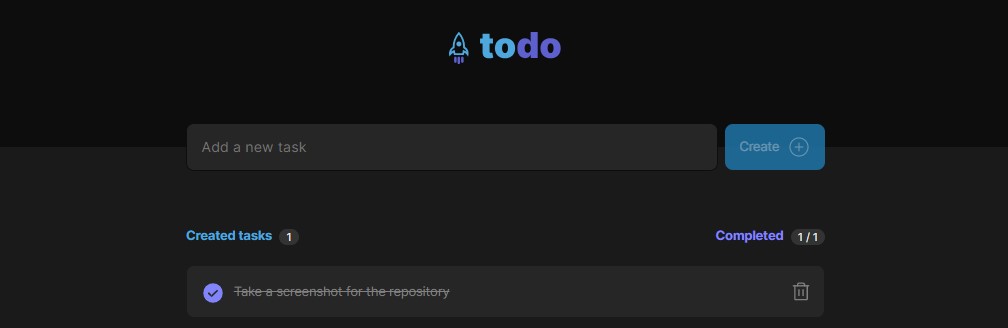 todo
Add a new task
Create
Created tasks 1
Completed 1 / 1
Take a screenshot for the repository